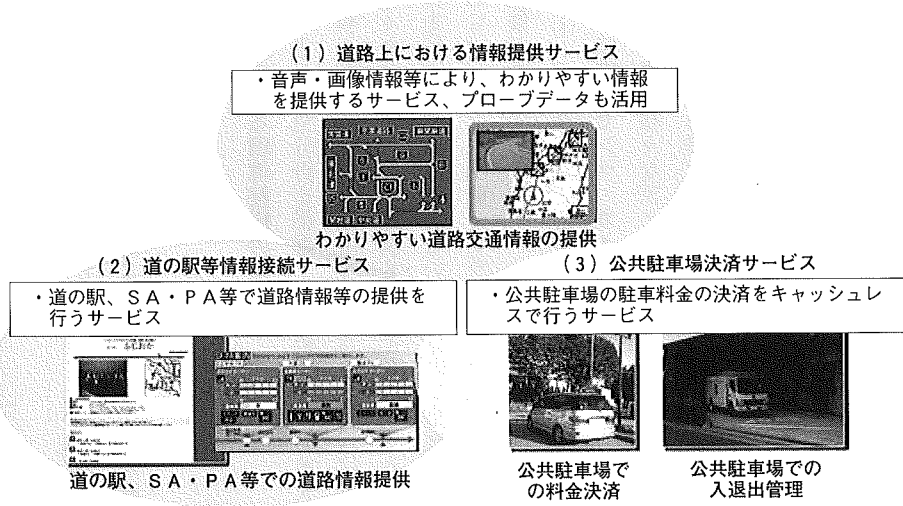 (1) 道路上における情報提供サービス
・音声・画像情報等により、わかりやすい情報
を提供するサービス、プローブデータも活用
わかりやすい道路交通情報の提供
(2) 道の駅等情報接続サービス
・道の駅、SA・PA等で道路情報等の提供を
行うサービス
ふじおか
道の駅、SA・PA等での道路情報提供
(3) 公共駐車場決済サービス
・公共駐車場の駐車料金の決済をキャッシュレ
スで行うサービス
公共駐車場で
の料金決済
公共駐車場での
入退出管理